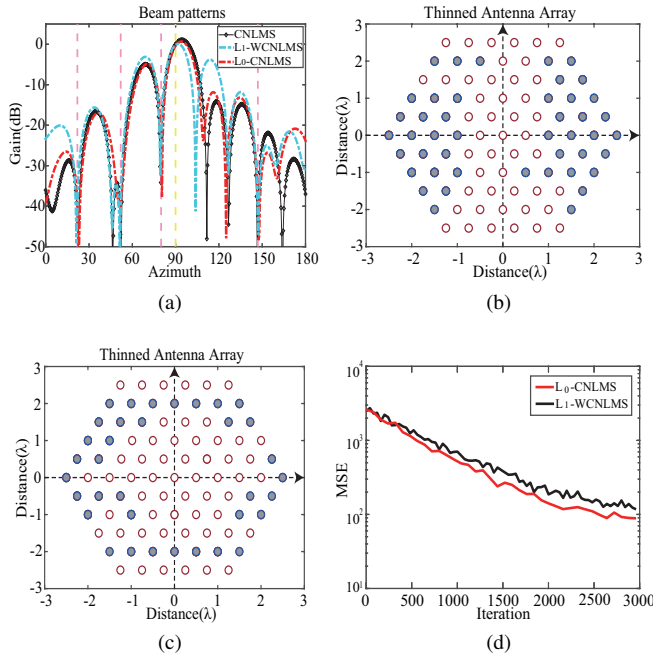 Beam patterns
CNLMS
L1-WCNLMS
L0-CNLMS
Gain(dB)
0
-10
-20
-30
-40
-50
0 30 60 90 120 150 180
Azimuth
(a)
Thinned Antenna Array
Distance(λ)
3
2
1
0
-1
-2
-3
-3 -2 -1 0 1 2 3
Distance(λ)
(b)
Thinned Antenna Array
Distance(λ)
3
2
1
0
-1
-2
-3
-3 -2 -1 0 1 2 3
Distance(λ)
(c)
L0-CNLMS
L1-WCNLMS
MSE
10^4
10^3
10^2
10^1
0 500 1000 1500 2000 2500 3000
Iteration
(d)